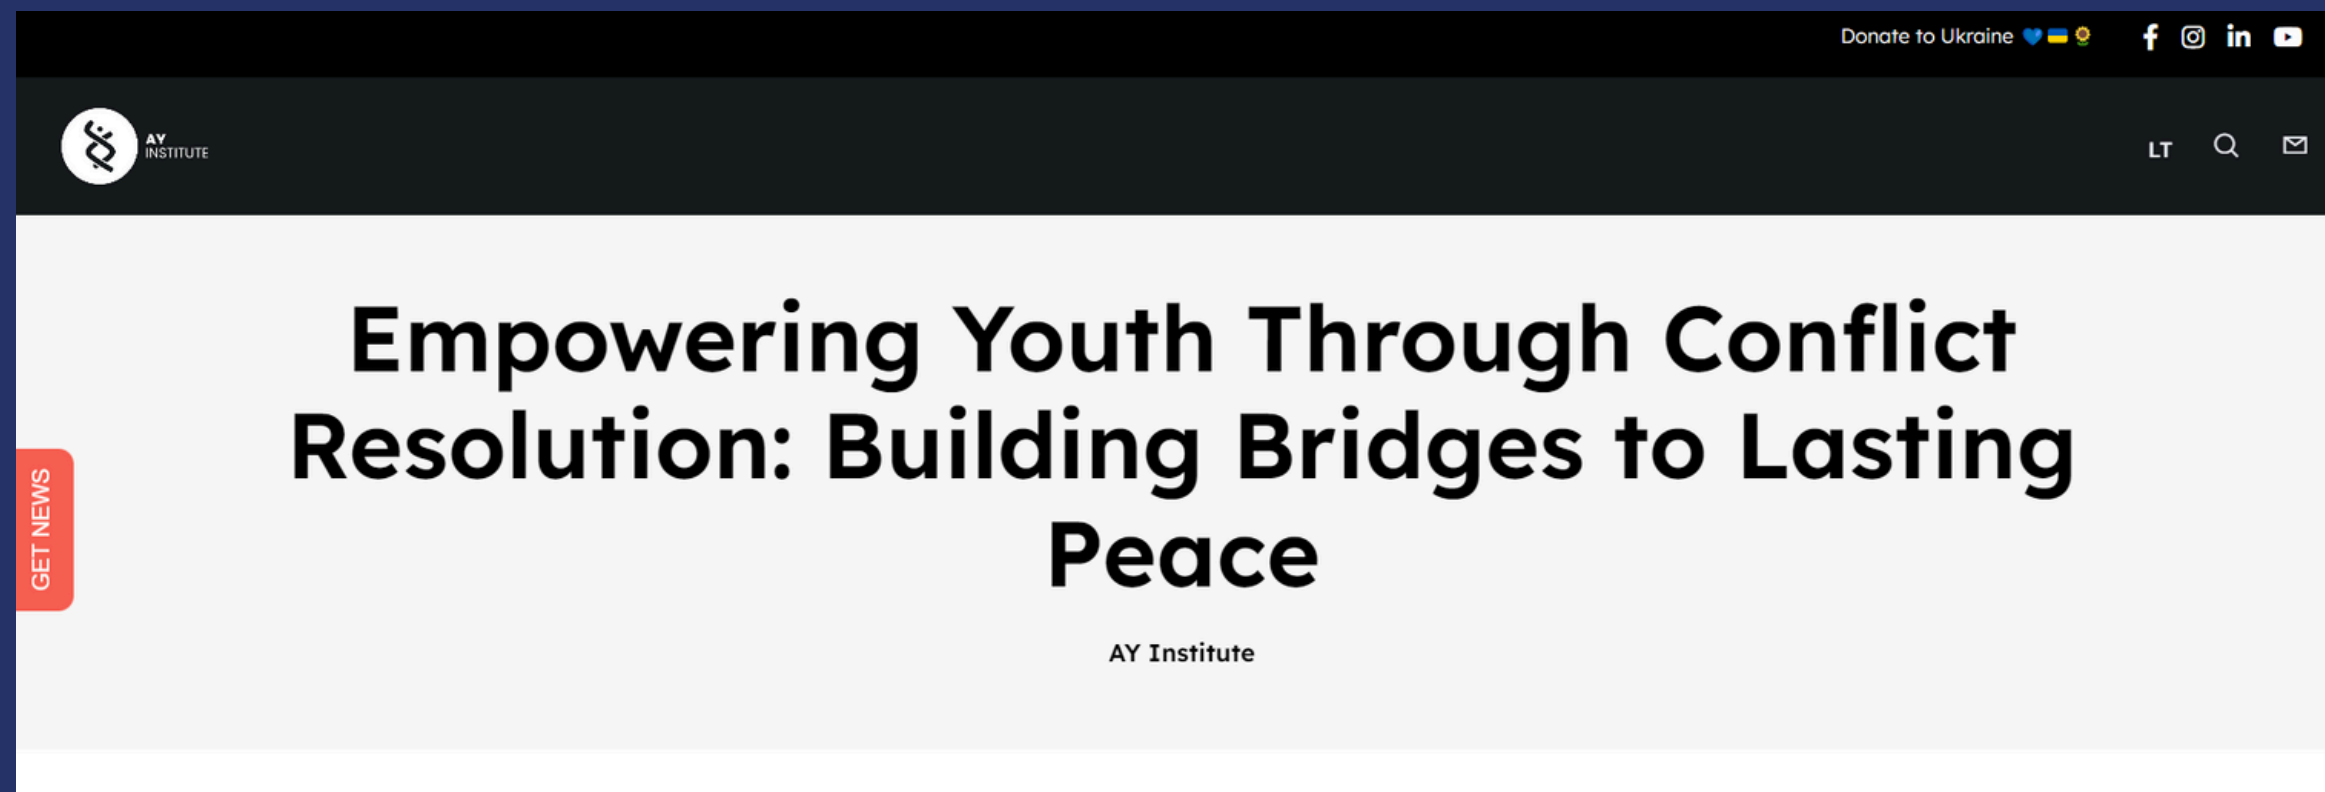 Donate to Ukraine 💙🇺🇦🌻
AY
INSTITUTE
LT
Empowering Youth Through Conflict
Resolution: Building Bridges to Lasting
Peace
GET NEWS
AY Institute